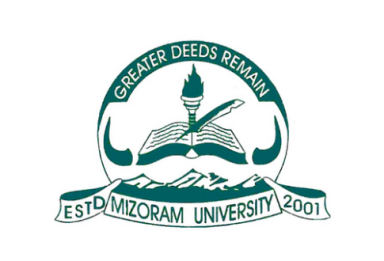 GREATER DEEDS REMAIN
ESTD MIZORAM UNIVERSITY 2001